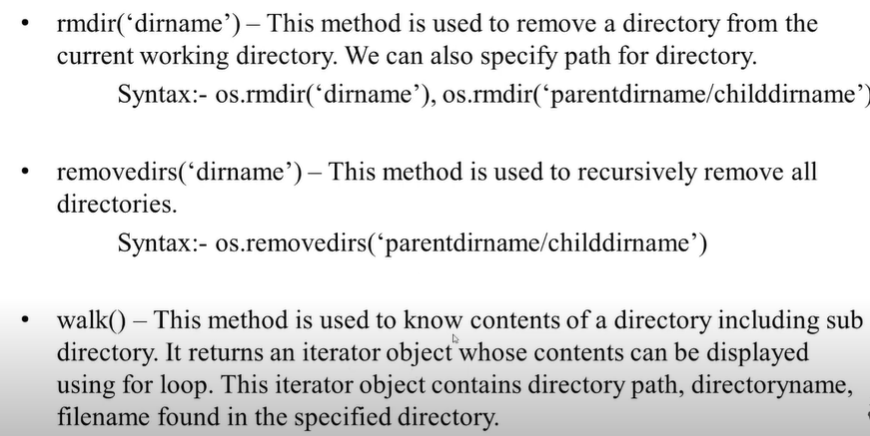 • rmdir(‘dirname’) – This method is used to remove a directory from the
current working directory. We can also specify path for directory.
Syntax:- os.rmdir(‘dirname’), os.rmdir(‘parentdirname/childdirname’)
• removedirs(‘dirname’) – This method is used to recursively remove all
directories.
Syntax:- os.removedirs(‘parentdirname/childdirname’)
• walk() – This method is used to know contents of a directory including sub
directory. It returns an iterator object whose contents can be displayed
using for loop. This iterator object contains directory path, directoryname,
filename found in the specified directory.